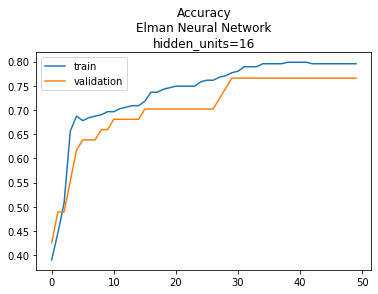 Accuracy
Elman Neural Network
hidden_units=16
train
validation
0.80
0.75
0.70
0.65
0.60
0.55
0.50
0.45
0.40
0 10 20 30 40 50